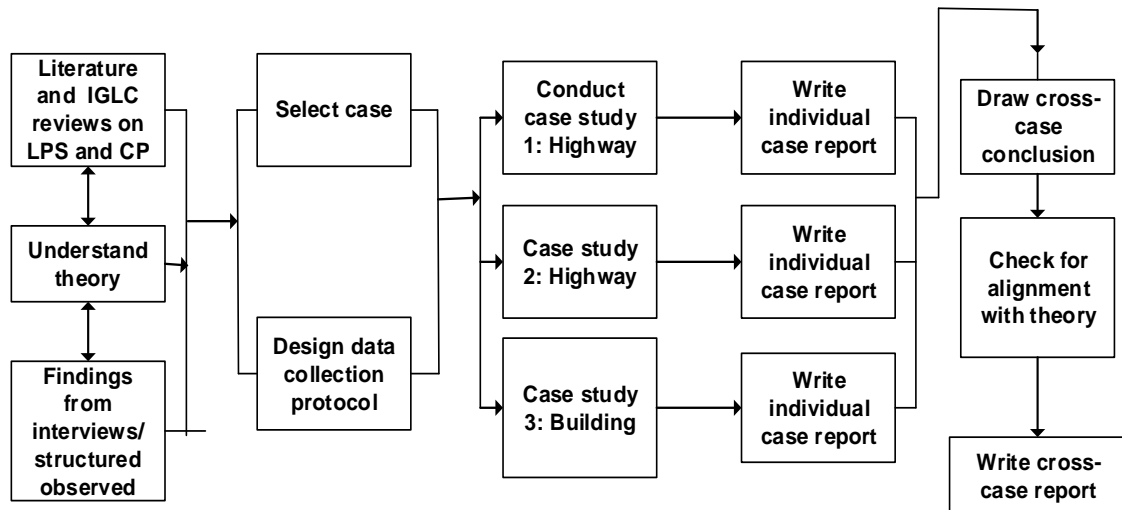 Literature
and IGLC
reviews on
LPS and CP
Understand
theory
Findings
from
interviews/
structured
observed
Select case
Design data
collection
protocol
Conduct
case study
1: Highway
Case study
2: Highway
Case study
3: Building
Write
individual
case report
Write
individual
case report
Write
individual
case report
Draw cross-
case
conclusion
Check for
alignment
with theory
Write cross-
case report